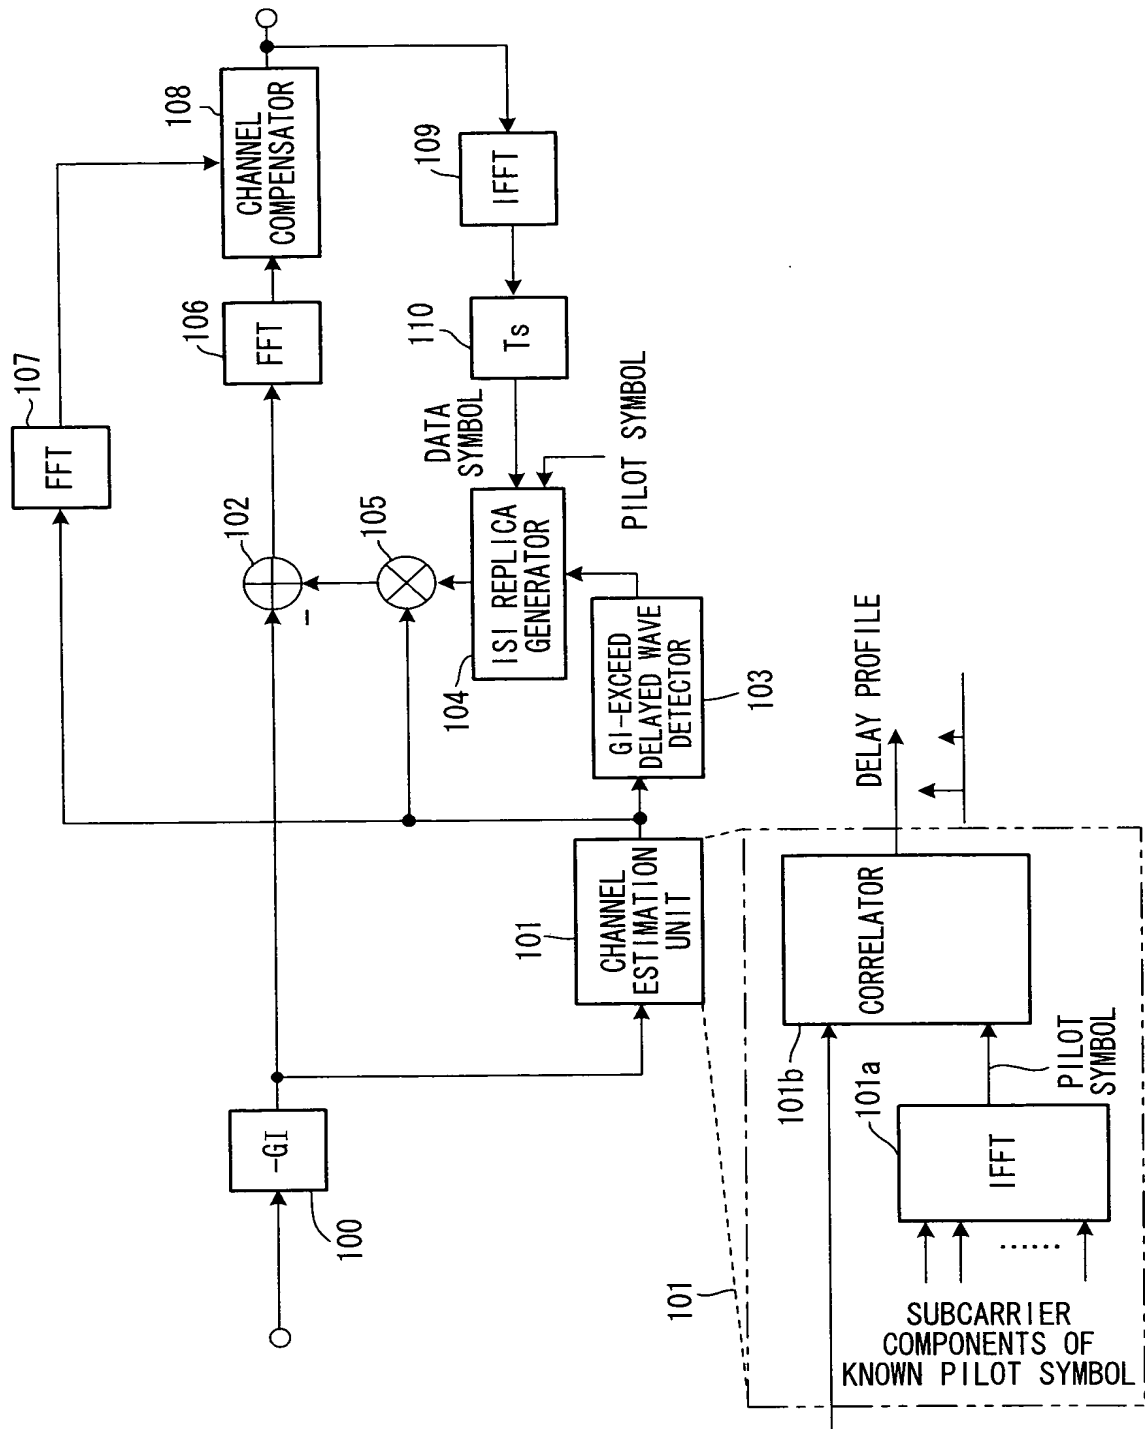 107
FFT
108
CHANNEL
COMPENSATOR
106
FFT
102
105
109
IFFT
110
Ts
DATA
SYMBOL
PILOT SYMBOL
ISI REPLICA
GENERATOR
104
GI-EXCEED
DELAYED WAVE
DETECTOR
103
-GI
100
101
CHANNEL
ESTIMATION
UNIT
101
101b
CORRELATOR
DELAY PROFILE
101a
IFFT
PILOT
SYMBOL
SUBCARRIER
COMPONENTS OF
KNOWN PILOT SYMBOL